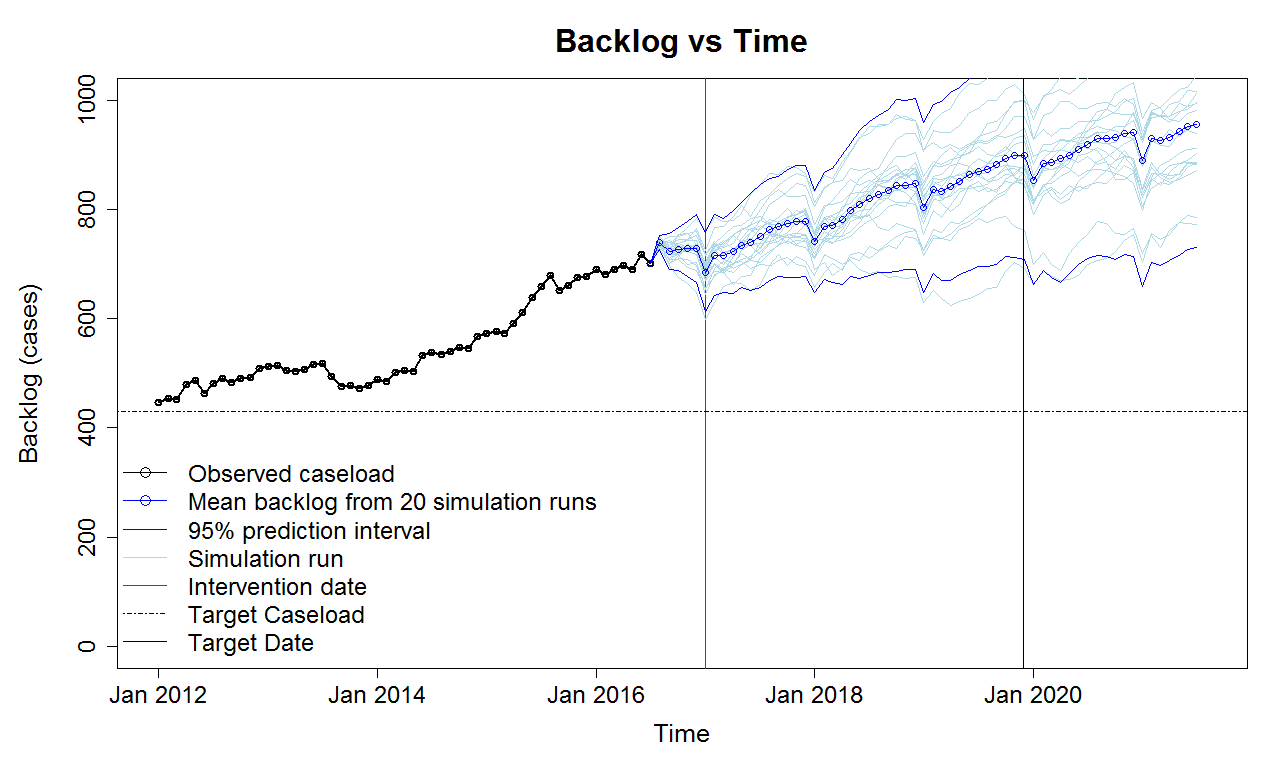 Backlog vs Time
1000
800
600
400
200
0
Backlog (cases)
Observed caseload
Mean backlog from 20 simulation runs
95% prediction interval
Simulation run
Intervention date
Target Caseload
Target Date
Jan 2012
Jan 2014
Jan 2016
Jan 2018
Jan 2020
Time